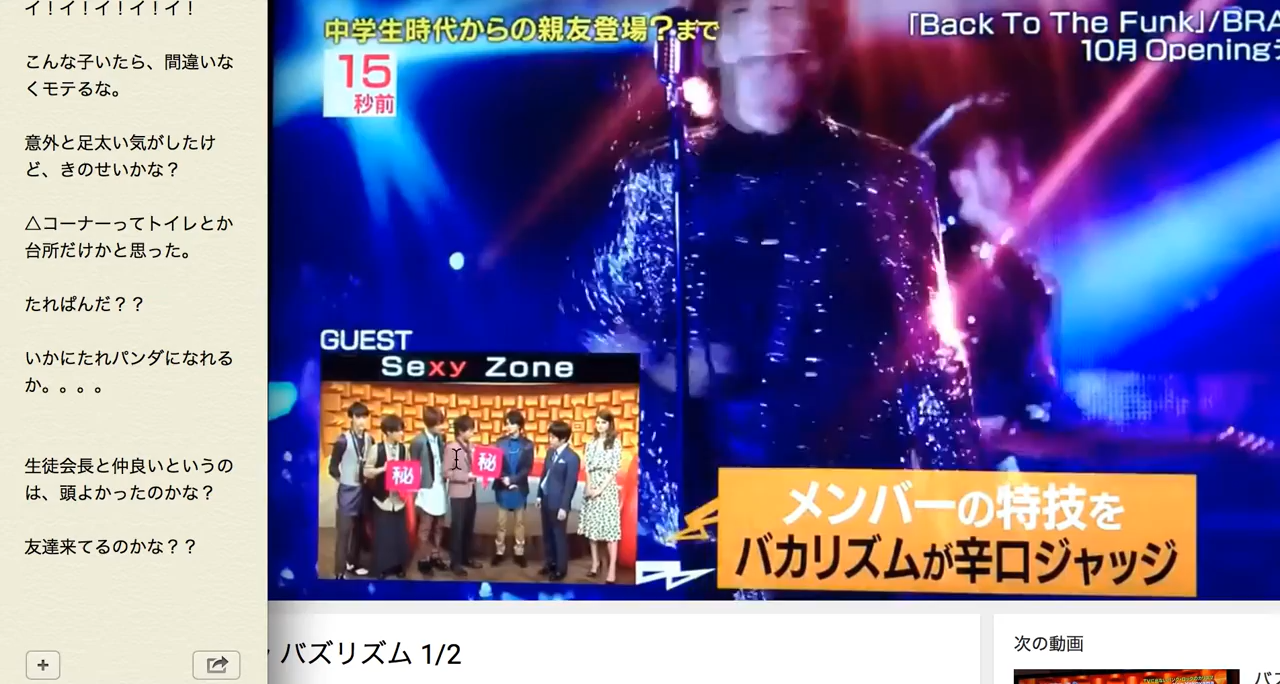 イ！イ！イ！イ！イ！
こんな子いたら、間違いな
くモテるな。
意外と足太い気がしたけ
ど、きのせいかな？
△コーナーってトイレとか
台所だけかと思った。
たれぱんだ？？
いかにたれパンダになれる
か。。。。
生徒会長と仲良いというの
は、頭よかったのかな？
友達来てるのかな？？
中学生時代からの親友登場？まで
15
秒前
「Back To The Funk」/BRA
10月 Opening
GUEST
Sexy Zone
秘
秘
メンバーの特技を
バカリズムが辛口ジャッジ
バズリズム 1/2
次の動画